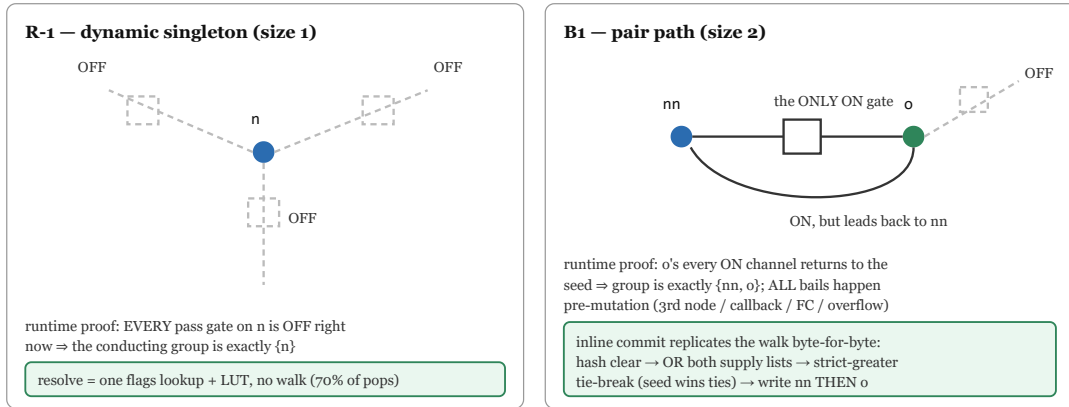 R-1 — dynamic singleton (size 1)
OFF
OFF
n
OFF
runtime proof: EVERY pass gate on n is OFF right
now ⇒ the conducting group is exactly {n}
resolve = one flags lookup + LUT, no walk (70% of pops)
B1 — pair path (size 2)
OFF
nn
the ONLY ON gate
o
ON, but leads back to nn
runtime proof: o's every ON channel returns to the
seed ⇒ group is exactly {nn, o}; ALL bails happen
pre-mutation (3rd node / callback / FC / overflow)
inline commit replicates the walk byte-for-byte:
hash clear → OR both supply lists → strict-greater
tie-break (seed wins ties) → write nn THEN o